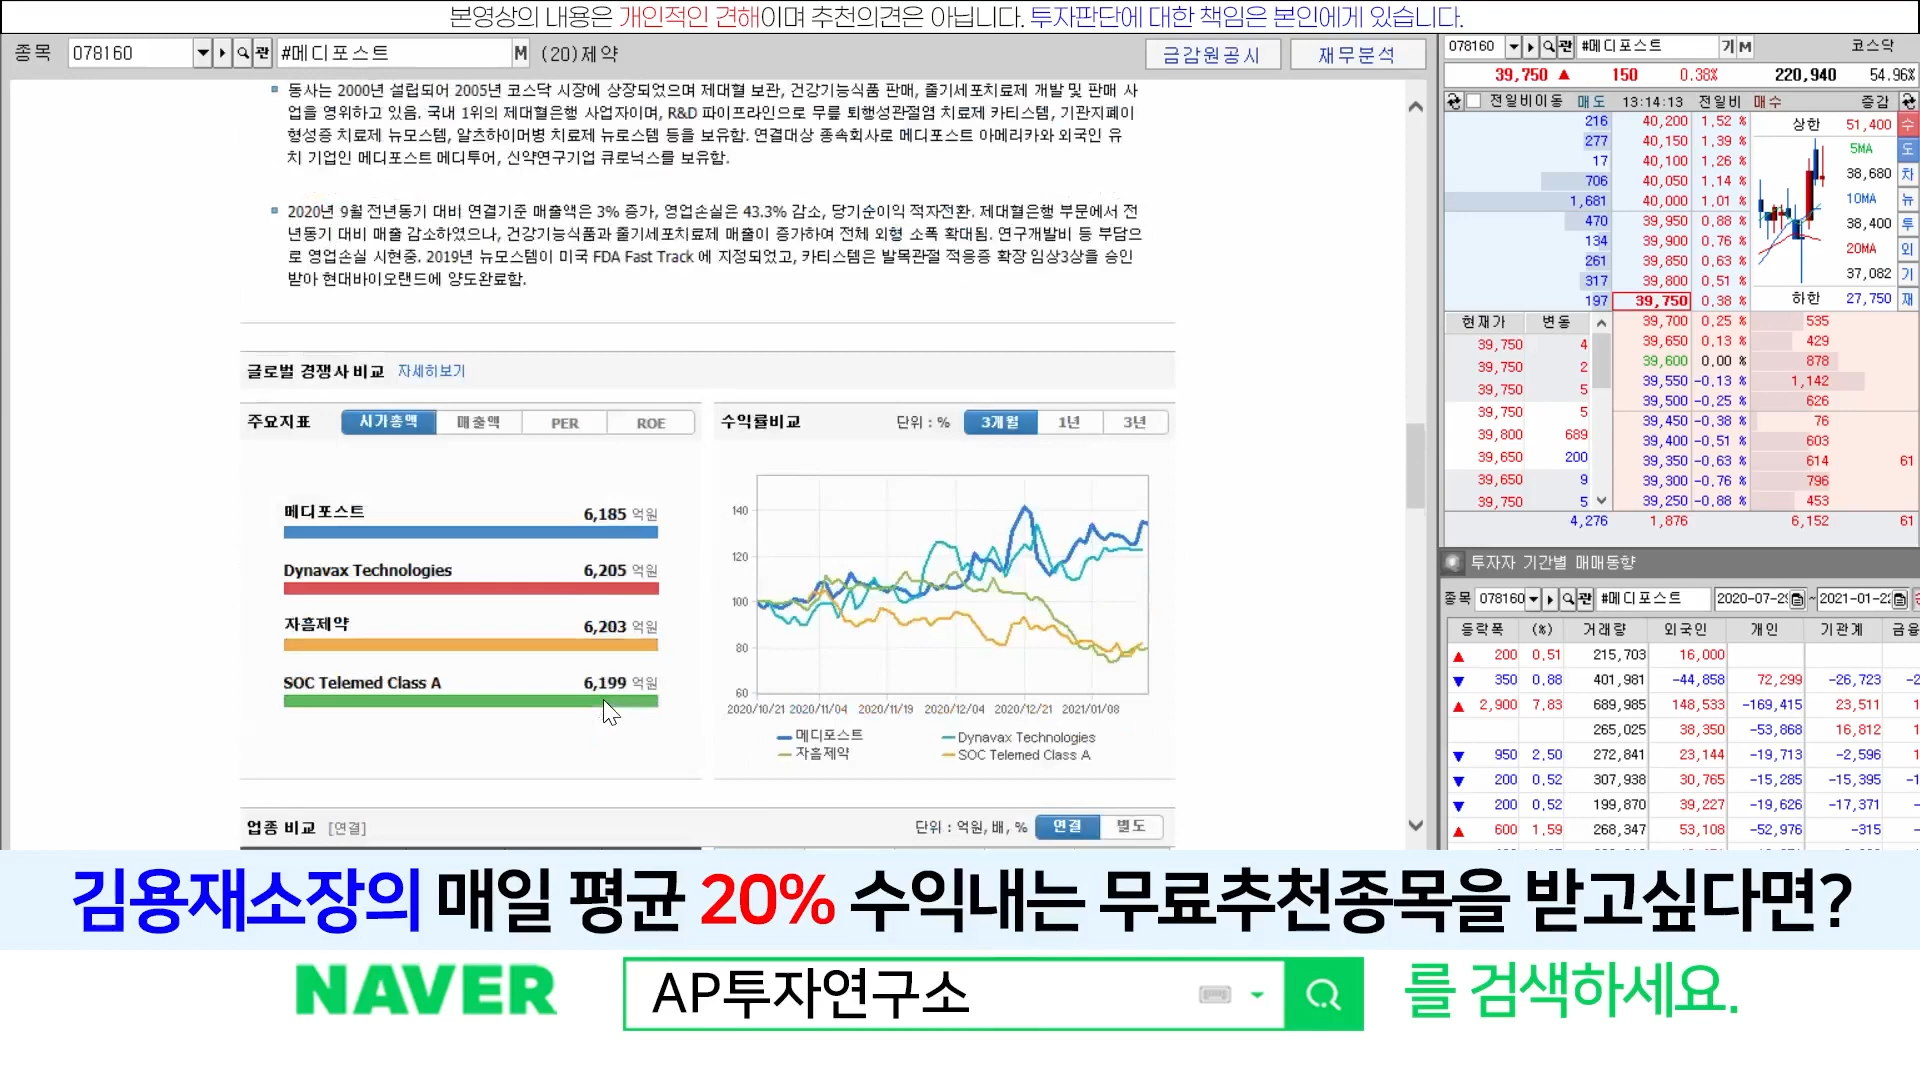 본영상의 내용은 개인적인 견해이며 추천의견은 아닙니다. 투자판단에 대한 책임은 본인에게 있습니다.
종목 078160 관 #메디포스트 M (20)제약 금감원공시 재무분석
동사는 2000년 설립되어 2005년 코스닥 시장에 상장되었으며 제대혈 보관, 건강기능식품 판매, 줄기세포치료제 개발 및 판매 사
업을 영위하고 있음. 국내 1위의 제대혈은행 사업자이며, R&D 파이프라인으로 무릎 퇴행성관절염 치료제 카티스템, 기관지폐이
형성증 치료제 뉴모스템, 알츠하이머병 치료제 뉴로스템 등을 보유함. 연결대상 종속회사로 메디포스트 아메리카와 외국인 유
치 기업인 메디포스트 메디투어, 신약연구기업 큐로닉스를 보유함.
2020년 9월 전년동기 대비 연결기준 매출액은 3% 증가, 영업손실은 43.3% 감소, 당기순이익 적자전환. 제대혈은행 부문에서 전
년동기 대비 매출 감소하였으나, 건강기능식품과 줄기세포치료제 매출이 증가하여 전체 외형 소폭 확대됨. 연구개발비 등 부담으
로 영업손실 시현중. 2019년 뉴모스템이 미국 FDA Fast Track 에 지정되었고, 카티스템은 발목관절 적응증 확장 임상3상을 승인
받아 현대바이오랜드에 양도완료함.
글로벌 경쟁사 비교 자세히보기
주요지표 시가총액 매출액 PER ROE
메디포스트 6,185 억원
Dynavax Technologies 6,205 억원
자흠제약 6,203 억원
SOC Telemed Class A 6,199 억원
수익률비교 단위 : % 3개월 1년 3년
140
120
100
80
60
2020/10/21 2020/11/04 2020/11/19 2020/12/04 2020/12/21 2021/01/08
메디포스트 Dynavax Technologies
자흠제약 SOC Telemed Class A
업종 비교 [연결] 단위 : 억원, 배, % 연결 별도
078160 관 #메디포스트 기 M 코스닥
39,750 ▲ 150 0.38% 220,940 54.96%
전일비이동 매도 13:14:13 전일비 매수 증감
216 40,200 1.52 % 상한 51,400 수
277 40,150 1.39 % 5MA 도
17 40,100 1.26 % 38,680 차
706 40,050 1.14 %
1,681 40,000 1.01 % 10MA 뉴
470 39,950 0.88 % 38,400 투
134 39,900 0.76 % 20MA 외
261 39,850 0.63 %
317 39,800 0.51 % 37,082 기
197 39,750 0.38 % 하한 27,750 재
현재가 변동
39,750 4
39,750 2
39,750 5
39,750 5
39,800 689
39,650 200
39,650 9
39,750 5
39,700 0.25 % 535
39,650 0.13 % 429
39,600 0.00 % 878
39,550 -0.13 % 1,142
39,500 -0.25 % 626
39,450 -0.38 % 76
39,400 -0.51 % 603
39,350 -0.63 % 614 61
39,300 -0.76 % 796
39,250 -0.88 % 453
4,276 1,876 6,152 61
투자자 기간별 매매동향
종목 078160 관 #메디포스트 2020-07-2 ~ 2021-01-22
등락폭 (%) 거래량 외국인 개인 기관계 금융
▲ 200 0.51 215,703 16,000
▼ 350 0.88 401,981 -44,858 72,299 -26,723
▲ 2,900 7.83 689,985 148,533 -169,415 23,511
265,025 38,350 -53,868 16,812
▼ 950 2.50 272,841 23,144 -19,713 -2,596
▼ 200 0.52 307,938 30,765 -15,285 -15,395
▼ 200 0.52 199,870 39,227 -19,626 -17,371
▲ 600 1.59 268,347 53,108 -52,976 -315
김용재소장의 매일 평균 20% 수익내는 무료추천종목을 받고싶다면?
NAVER AP투자연구소 를 검색하세요.